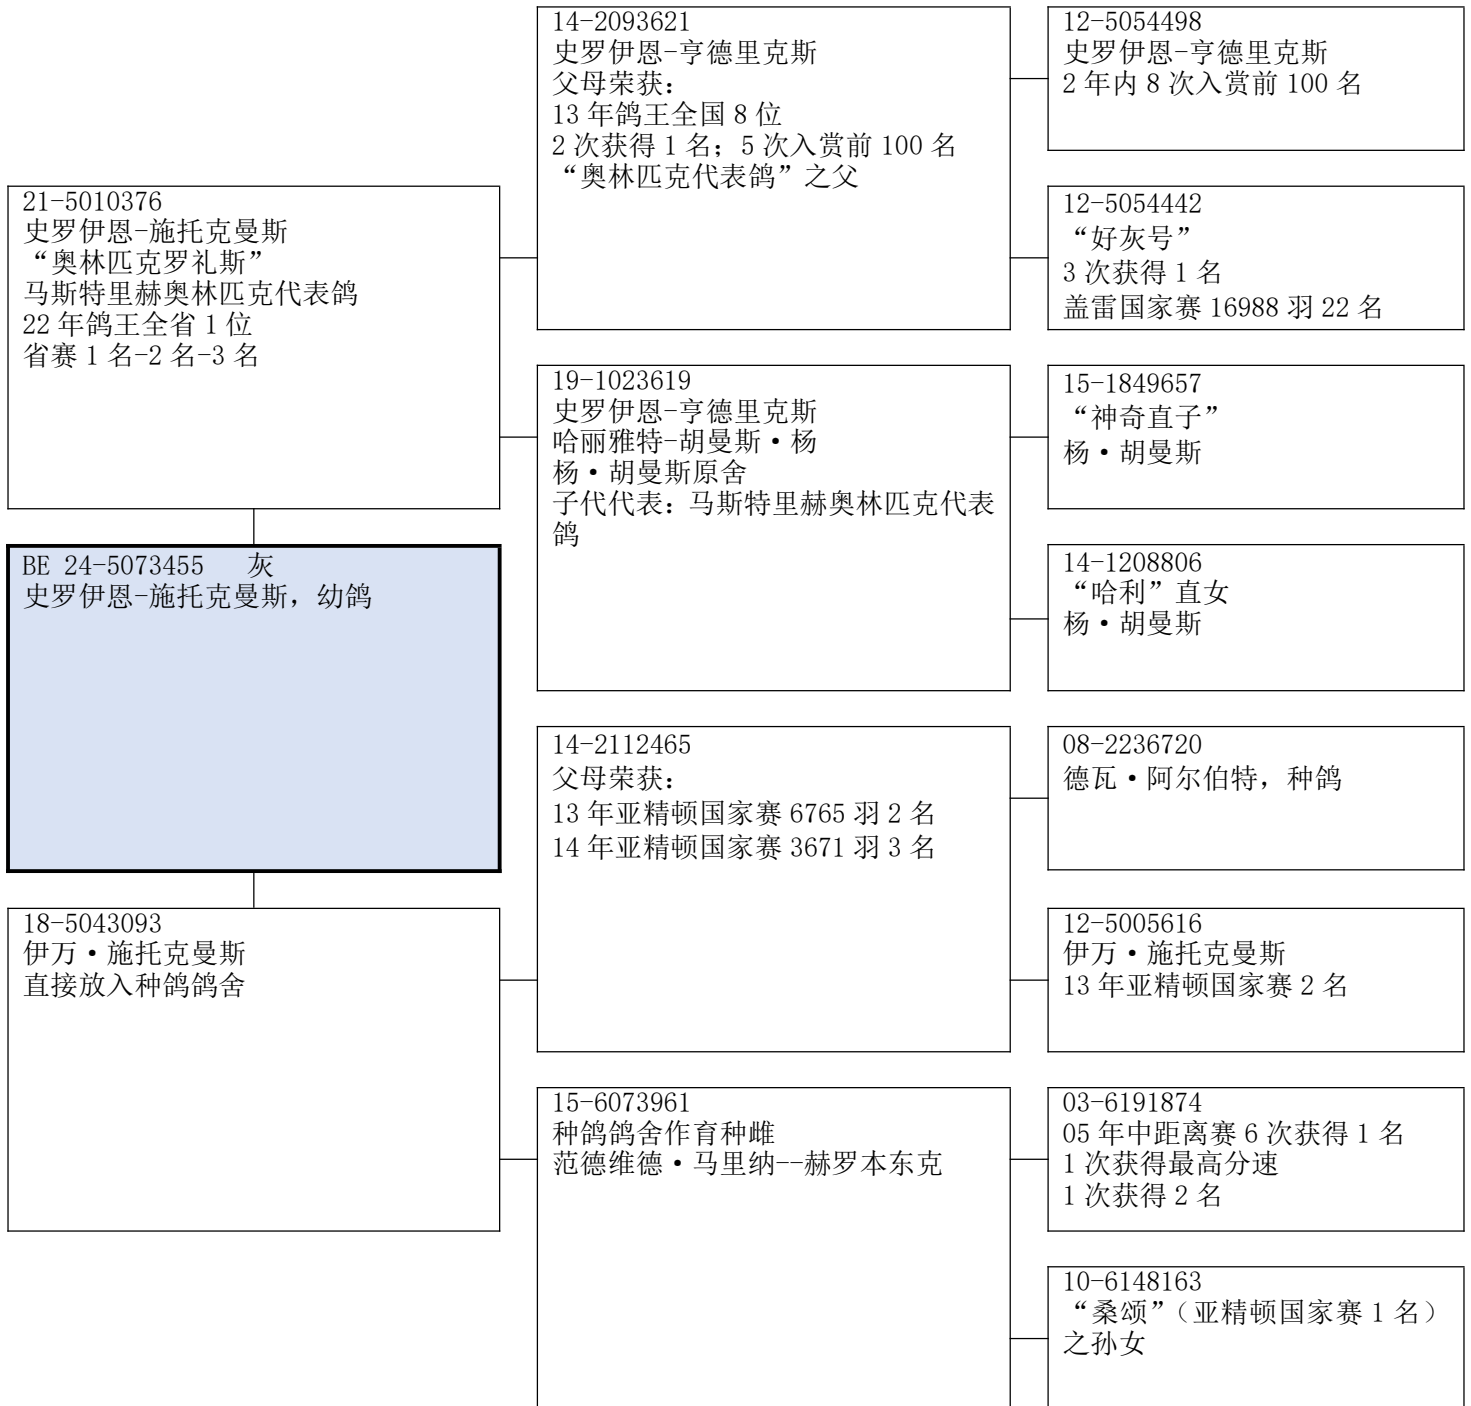 14-2093621
史罗伊恩-亨德里克斯
父母荣获：
13 年鸽王全国 8 位
2 次获得 1 名；5 次入赏前 100 名
“奥林匹克代表鸽”之父
12-5054498
史罗伊恩-亨德里克斯
2 年内 8 次入赏前 100 名
21-5010376
史罗伊恩-施托克曼斯
“奥林匹克罗礼斯”
马斯特里赫奥林匹克代表鸽
22 年鸽王全省 1 位
省赛 1 名-2 名-3 名
12-5054442
“好灰号”
3 次获得 1 名
盖雷国家赛 16988 羽 22 名
19-1023619
史罗伊恩-亨德里克斯
哈丽雅特-胡曼斯·杨
杨·胡曼斯原舍
子代代表：马斯特里赫奥林匹克代表
鸽
15-1849657
“神奇直子”
杨·胡曼斯
BE 24-5073455 灰
史罗伊恩-施托克曼斯，幼鸽
14-1208806
“哈利”直女
杨·胡曼斯
14-2112465
父母荣获：
13 年亚精顿国家赛 6765 羽 2 名
14 年亚精顿国家赛 3671 羽 3 名
08-2236720
德瓦·阿尔伯特，种鸽
18-5043093
伊万·施托克曼斯
直接放入种鸽鸽舍
12-5005616
伊万·施托克曼斯
13 年亚精顿国家赛 2 名
15-6073961
种鸽鸽舍作育种雌
范德维德·马里纳--赫罗本东克
03-6191874
05 年中距离赛 6 次获得 1 名
1 次获得最高分速
1 次获得 2 名
10-6148163
“桑颂”（亚精顿国家赛 1 名）
之孙女